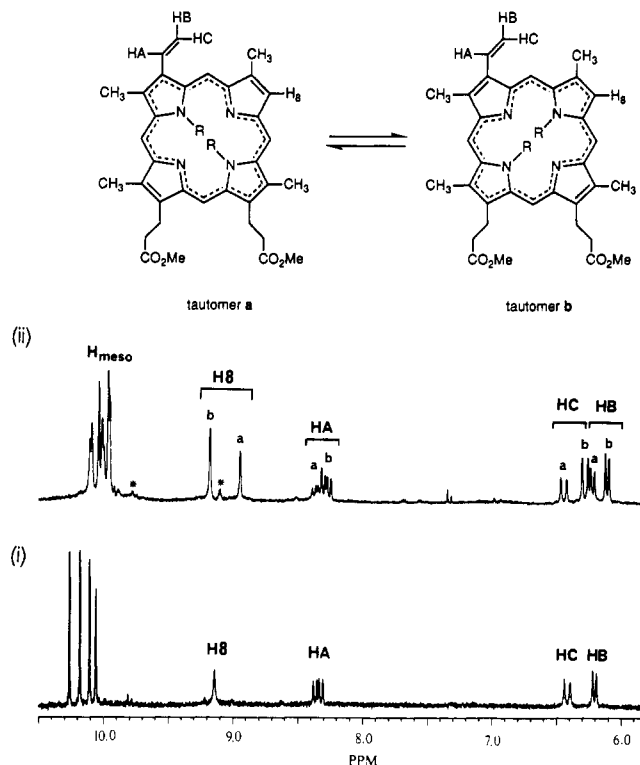 HB
HB
HA
HC
HA
HC
CH₃
CH₃
CH₃
CH₃
H₈
H₈
N
N
N
N
R
R
R
R
N
N
N
N
CH₃
CH₃
CH₃
CH₃
CO₂Me
CO₂Me
CO₂Me
CO₂Me
tautomer a
tautomer b
(ii)
Hmeso
H8
HA
HC
HB
b
a
a
b
a
b
a
b
*
*
(i)
H8
HA
HC
HB
10.0
9.0
8.0
7.0
6.0
PPM